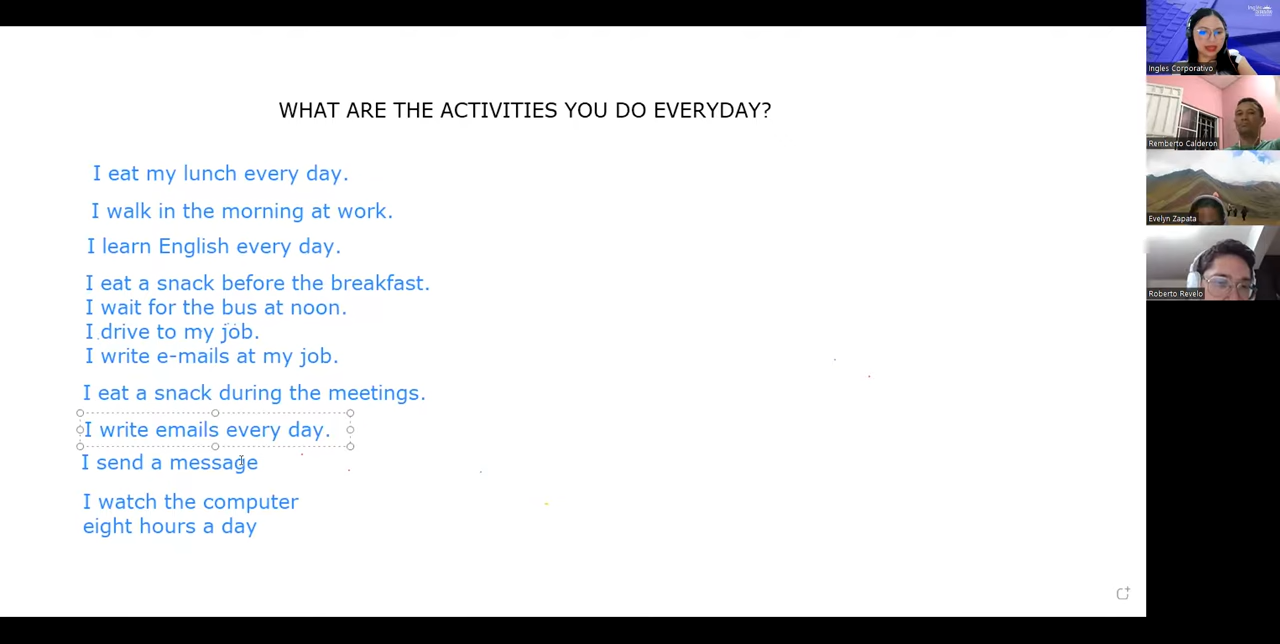 WHAT ARE THE ACTIVITIES YOU DO EVERYDAY?
I eat my lunch every day.
I walk in the morning at work.
I learn English every day.
I eat a snack before the breakfast.
I wait for the bus at noon.
I drive to my job.
I write e-mails at my job.
I eat a snack during the meetings.
I write emails every day.
I send a message
I watch the computer
eight hours a day
Ingles Corporativo
Remberto Calderon
Evelyn Zapata
Roberto Revelo